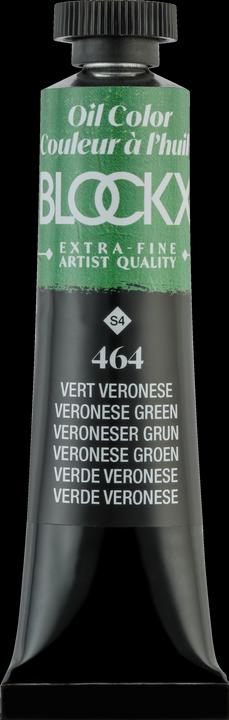 Oil Color
Couleur à l'huile
BLOCKX
EXTRA-FINE
ARTIST QUALITY
S4
464
VERT VERONESE
VERONESE GREEN
VERONESER GRUN
VERONESE GROEN
VERDE VERONESE
VERDE VERONESE